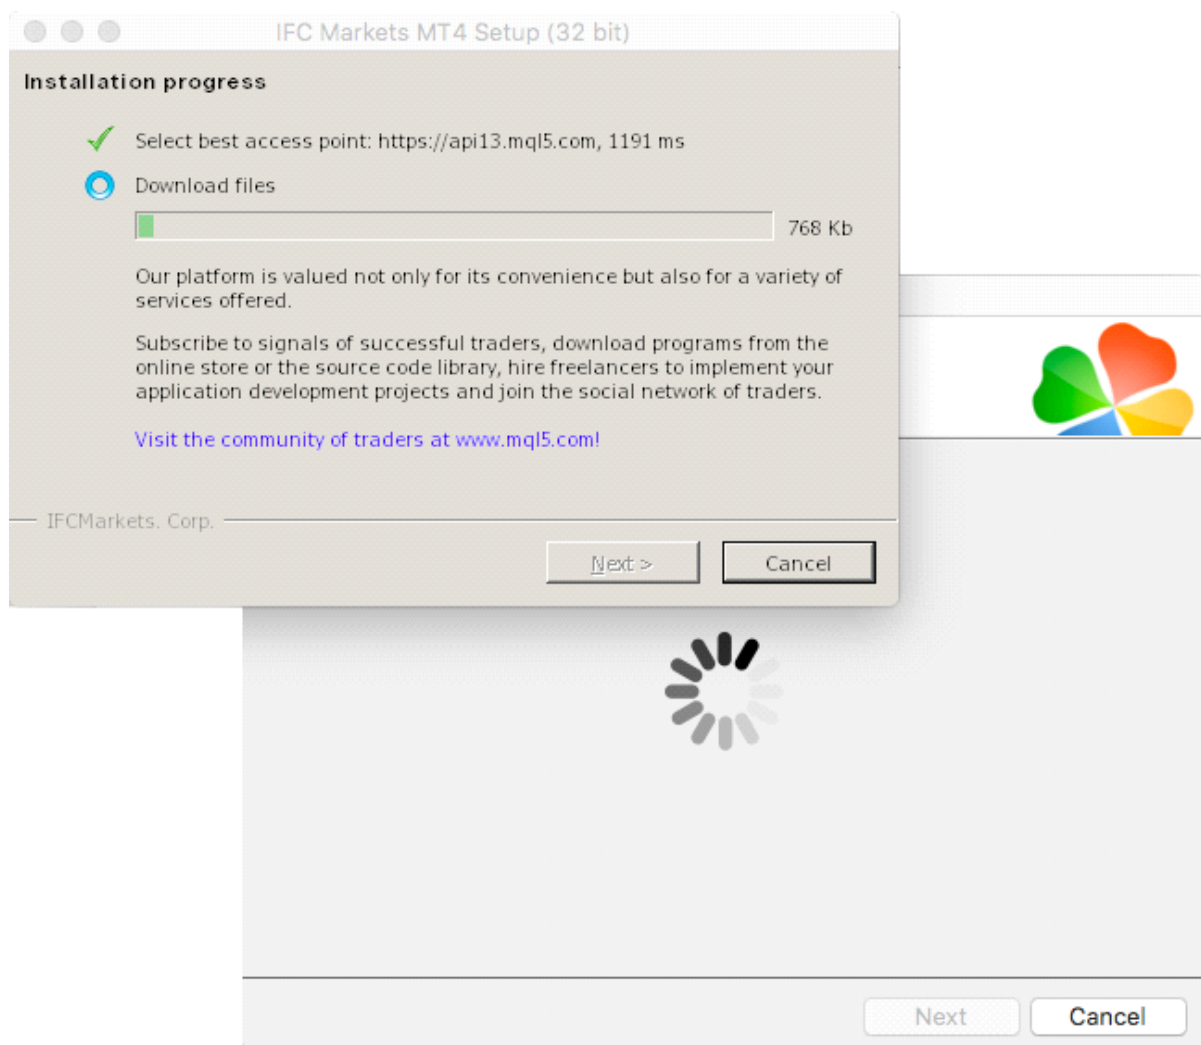 IFC Markets MT4 Setup (32 bit)
Installation progress
Select best access point: https://api13.mql5.com, 1191 ms
Download files
768 Kb
Our platform is valued not only for its convenience but also for a variety of
services offered.
Subscribe to signals of successful traders, download programs from the
online store or the source code library, hire freelancers to implement your
application development projects and join the social network of traders.
Visit the community of traders at www.mql5.com!
IFCMarkets. Corp.
Next >
Cancel
Next
Cancel